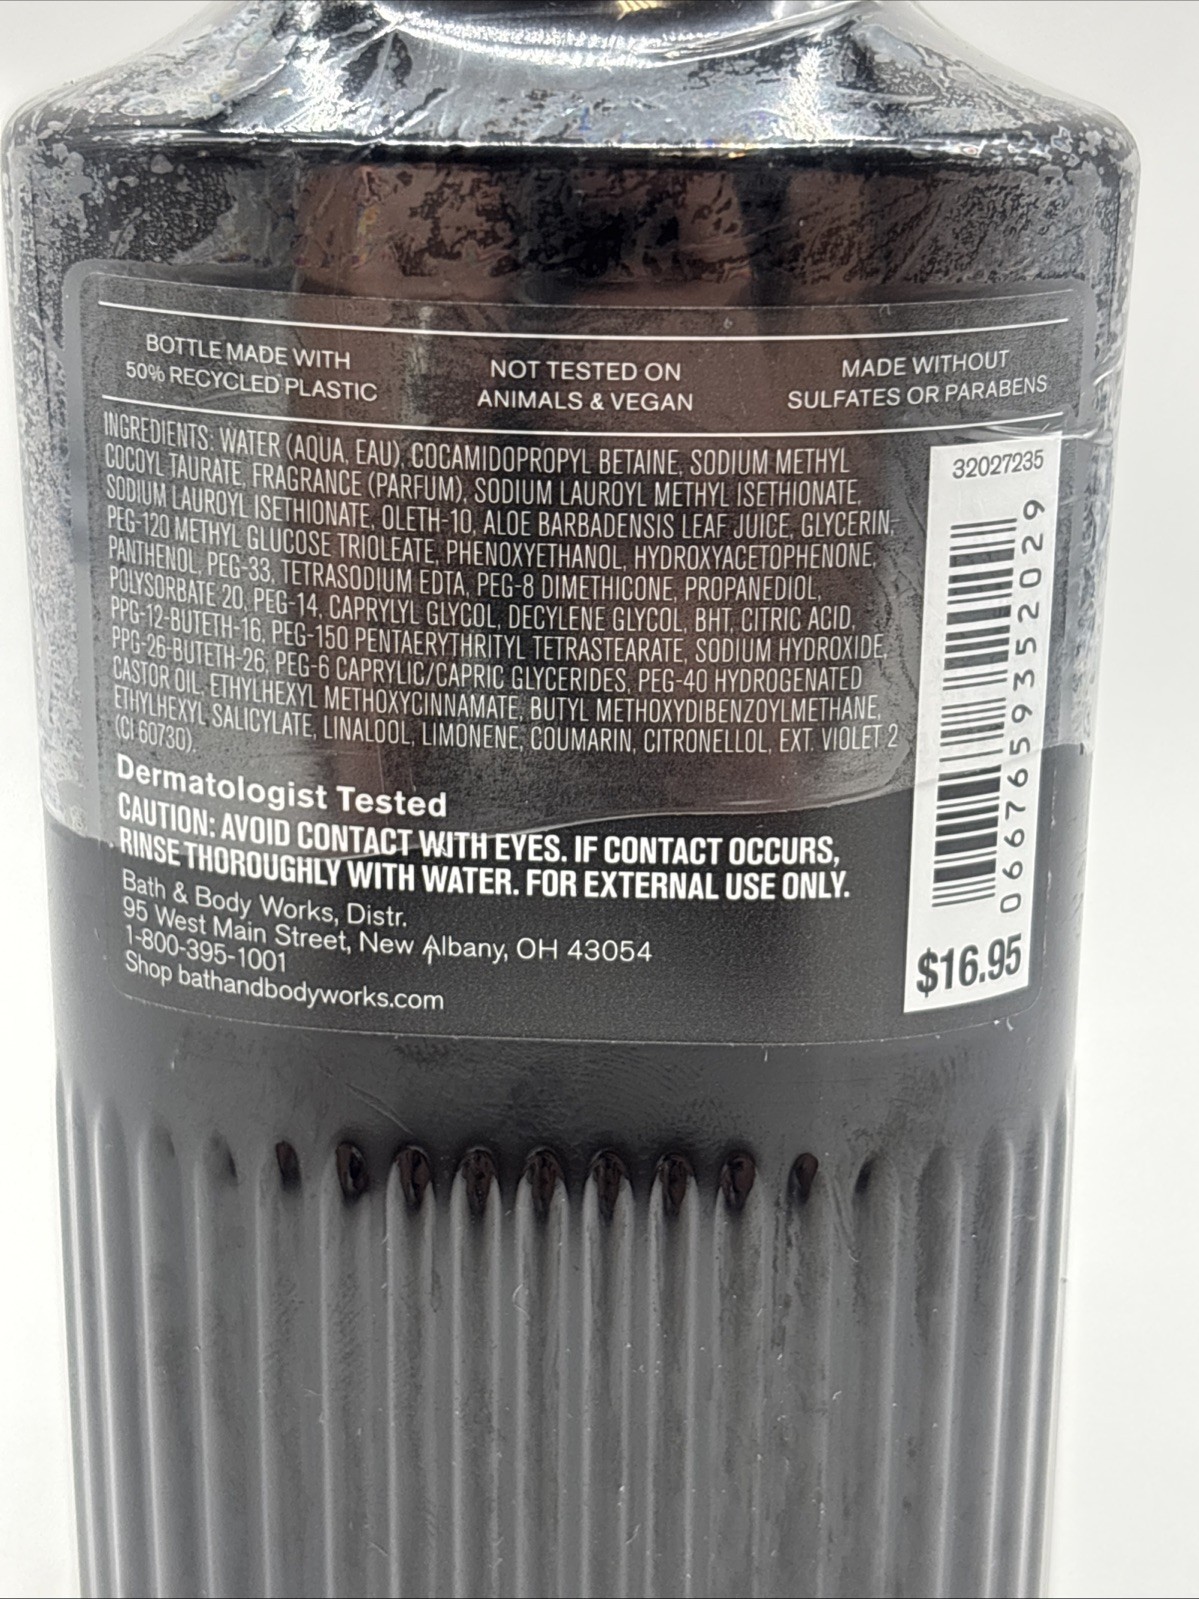 BOTTLE MADE WITH
50% RECYCLED PLASTIC
NOT TESTED ON
ANIMALS & VEGAN
MADE WITHOUT
SULFATES OR PARABENS
INGREDIENTS: WATER (AQUA, EAU), COCAMIDOPROPYL BETAINE, SODIUM METHYL
COCOYL TAURATE, FRAGRANCE (PARFUM), SODIUM LAUROYL METHYL ISETHIONATE,
SODIUM LAUROYL ISETHIONATE, OLETH-10, ALOE BARBADENSIS LEAF JUICE, GLYCERIN,
PEG-120 METHYL GLUCOSE TRIOLEATE, PHENOXYETHANOL, HYDROXYACETOPHENONE,
PANTHENOL, PEG-33, TETRASODIUM EDTA, PEG-8 DIMETHICONE, PROPANEDIOL,
POLYSORBATE 20, PEG-14, CAPRYLYL GLYCOL, DECYLENE GLYCOL, BHT, CITRIC ACID,
PPG-12-BUTETH-16, PEG-150 PENTAERYTHRITYL TETRASTEARATE, SODIUM HYDROXIDE,
PPG-26-BUTETH-26, PEG-6 CAPRYLIC/CAPRIC GLYCERIDES, PEG-40 HYDROGENATED
CASTOR OIL, ETHYLHEXYL METHOXYCINNAMATE, BUTYL METHOXYDIBENZOYLMETHANE,
ETHYLHEXYL SALICYLATE, LINALOOL, LIMONENE, COUMARIN, CITRONELLOL, EXT. VIOLET 2
(CI 60730).
Dermatologist Tested
CAUTION: AVOID CONTACT WITH EYES. IF CONTACT OCCURS,
RINSE THOROUGHLY WITH WATER. FOR EXTERNAL USE ONLY.
Bath & Body Works, Distr.
95 West Main Street, New Albany, OH 43054
1-800-395-1001
Shop bathandbodyworks.com
32027235
0667659352029
$16.95